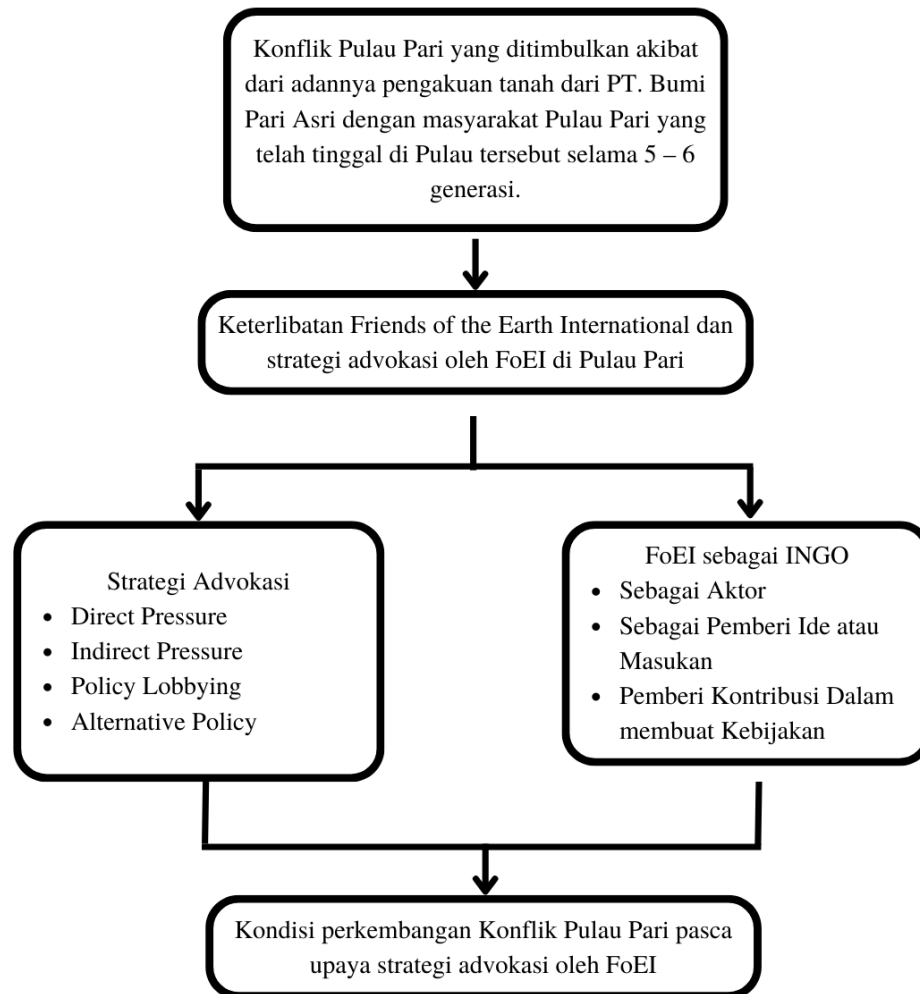 Konflik Pulau Pari yang ditimbulkan akibat
dari adannya pengakuan tanah dari PT. Bumi
Pari Asri dengan masyarakat Pulau Pari yang
telah tinggal di Pulau tersebut selama 5 – 6
generasi.
Keterlibatan Friends of the Earth International dan
strategi advokasi oleh FoEI di Pulau Pari
Strategi Advokasi
• Direct Pressure
• Indirect Pressure
• Policy Lobbying
• Alternative Policy
FoEI sebagai INGO
• Sebagai Aktor
• Sebagai Pemberi Ide atau
Masukan
• Pemberi Kontribusi Dalam
membuat Kebijakan
Kondisi perkembangan Konflik Pulau Pari pasca
upaya strategi advokasi oleh FoEI